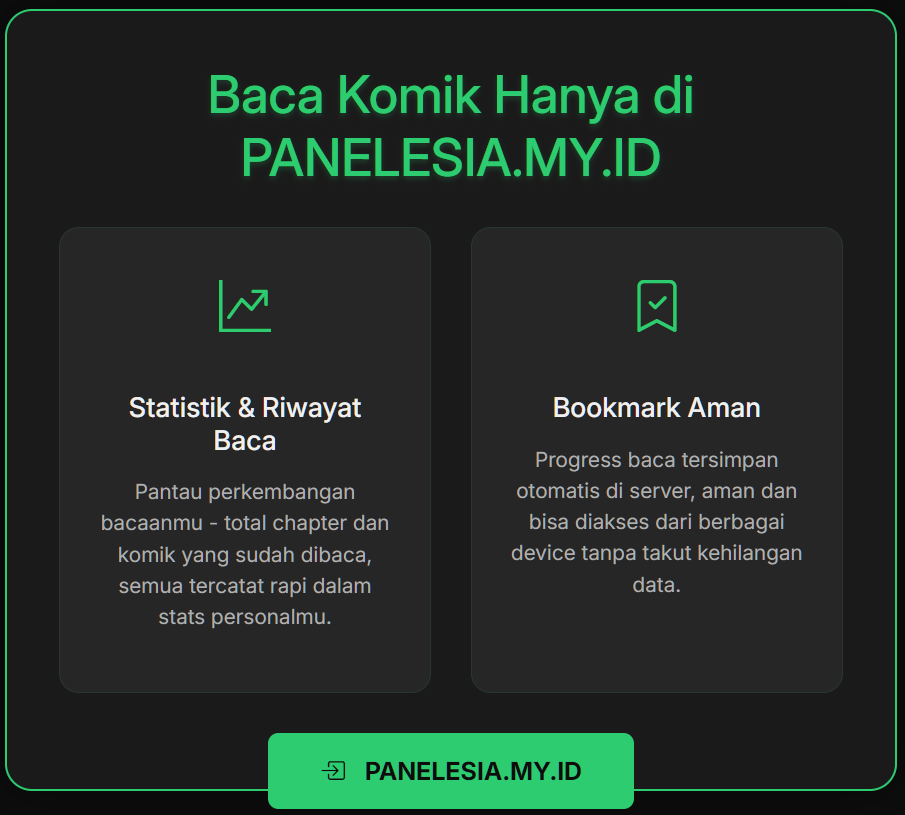 Baca Komik Hanya di
PANELESIA.MY.ID
Statistik & Riwayat
Baca
Pantau perkembangan
bacaanmu - total chapter dan
komik yang sudah dibaca,
semua tercatat rapi dalam
stats personalmu.
Bookmark Aman
Progress baca tersimpan
otomatis di server, aman dan
bisa diakses dari berbagai
device tanpa takut kehilangan
data.
PANELESIA.MY.ID